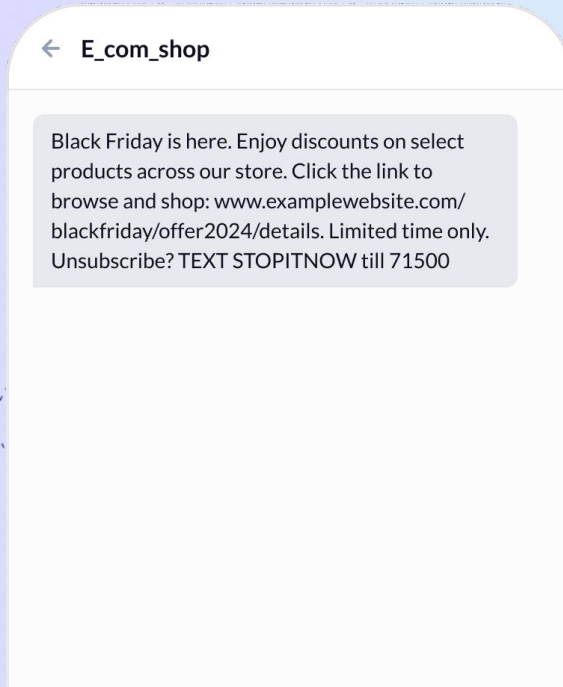 E_com_shop
Black Friday is here. Enjoy discounts on select
products across our store. Click the link to
browse and shop: www.examplewebsite.com/
blackfriday/offer2024/details. Limited time only.
Unsubscribe? TEXT STOPITNOW till 71500